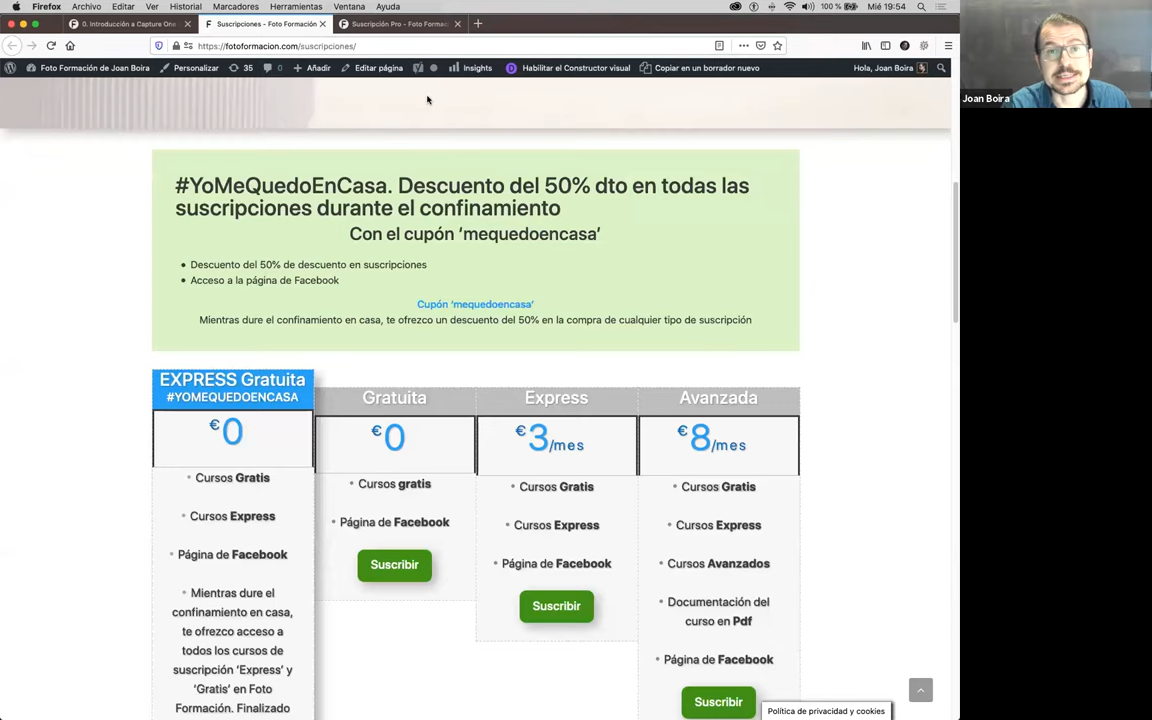 Firefox Archivo Editar Ver Historial Marcadores Herramientas Ventana Ayuda 100 % Mié 19:54
0. Introducción a Capture One
Suscripciones - Foto Formación
Suscripción Pro - Foto Formac
https://fotoformacion.com/suscripciones/
Foto Formación de Joan Boira Personalizar 35 0 Añadir Editar página Insights Habilitar el Constructor visual Copiar en un borrador nuevo Hola, Joan Boira
Joan Boira
#YoMeQuedoEnCasa. Descuento del 50% dto en todas las
suscripciones durante el confinamiento
Con el cupón ‘mequedoencasa’
• Descuento del 50% de descuento en suscripciones
• Acceso a la página de Facebook
Cupón ‘mequedoencasa’
Mientras dure el confinamiento en casa, te ofrezco un descuento del 50% en la compra de cualquier tipo de suscripción
EXPRESS Gratuita
#YOMEQUEDOENCASA
€0
• Cursos Gratis
• Cursos Express
• Página de Facebook
• Mientras dure el
confinamiento en casa,
te ofrezco acceso a
todos los cursos de
suscripción ‘Express’ y
‘Gratis’ en Foto
Formación. Finalizado
Gratuita
€0
• Cursos gratis
• Página de Facebook
Suscribir
Express
€3/mes
• Cursos Gratis
• Cursos Express
• Página de Facebook
Suscribir
Avanzada
€8/mes
• Cursos Gratis
• Cursos Express
• Cursos Avanzados
• Documentación del
curso en Pdf
• Página de Facebook
Suscribir
Política de privacidad y cookies